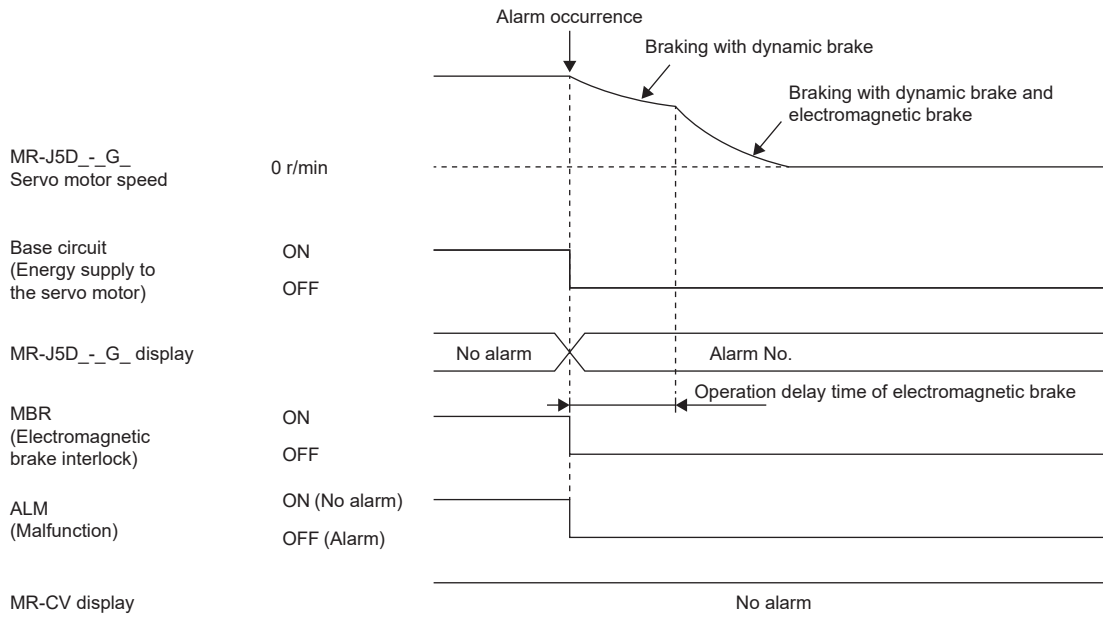 Alarm occurrence
Braking with dynamic brake
Braking with dynamic brake and
electromagnetic brake
MR-J5D_-_G_
Servo motor speed
0 r/min
Base circuit
(Energy supply to
the servo motor)
ON
OFF
MR-J5D_-_G_ display
No alarm
Alarm No.
Operation delay time of electromagnetic brake
MBR
(Electromagnetic
brake interlock)
ON
OFF
ALM
(Malfunction)
ON (No alarm)
OFF (Alarm)
MR-CV display
No alarm